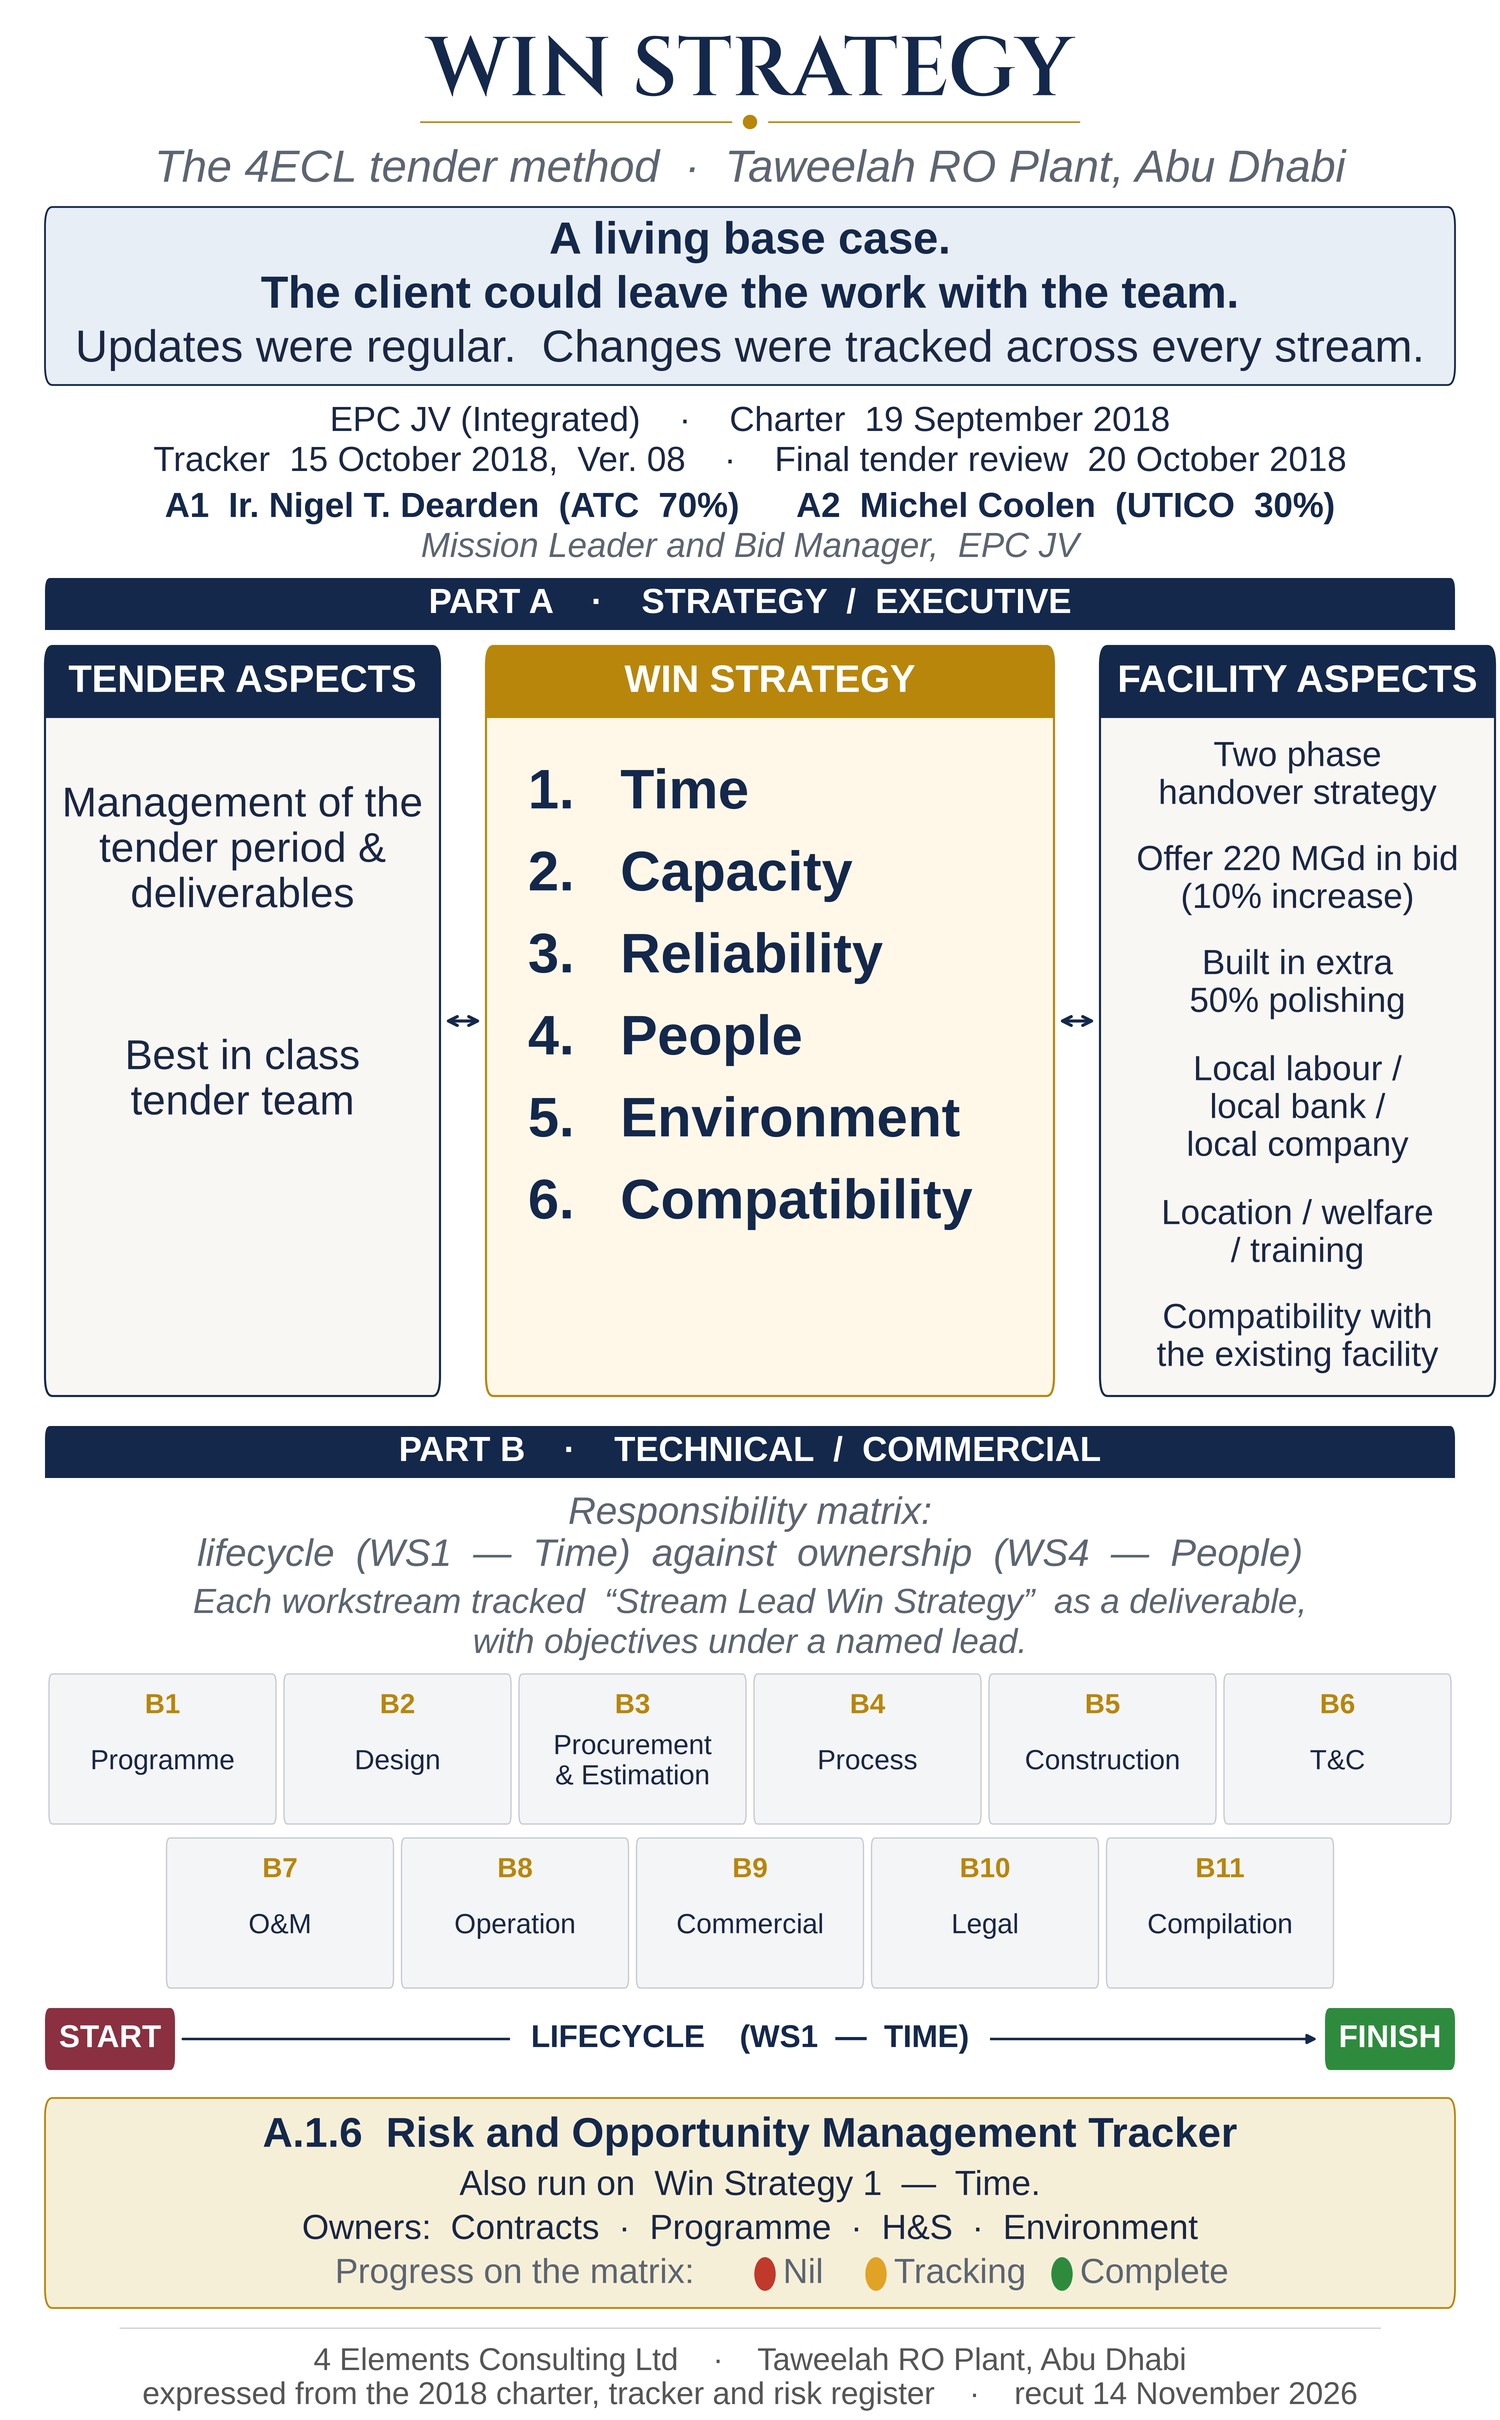 WIN STRATEGY
The 4ECL tender method · Taweelah RO Plant, Abu Dhabi
A living base case.
The client could leave the work with the team.
Updates were regular. Changes were tracked across every stream.
EPC JV (Integrated) · Charter 19 September 2018
Tracker 15 October 2018, Ver. 08 · Final tender review 20 October 2018
A1 Ir. Nigel T. Dearden (ATC 70%) A2 Michel Coolen (UTICO 30%)
Mission Leader and Bid Manager, EPC JV
PART A · STRATEGY / EXECUTIVE
TENDER ASPECTS
Management of the
tender period &
deliverables
Best in class
tender team
WIN STRATEGY
1. Time
2. Capacity
3. Reliability
4. People
5. Environment
6. Compatibility
FACILITY ASPECTS
Two phase
handover strategy
Offer 220 MGd in bid
(10% increase)
Built in extra
50% polishing
Local labour /
local bank /
local company
Location / welfare
/ training
Compatibility with
the existing facility
PART B · TECHNICAL / COMMERCIAL
Responsibility matrix:
lifecycle (WS1 — Time) against ownership (WS4 — People)
Each workstream tracked “Stream Lead Win Strategy” as a deliverable,
with objectives under a named lead.
B1
Programme
B2
Design
B3
Procurement
& Estimation
B4
Process
B5
Construction
B6
T&C
B7
O&M
B8
Operation
B9
Commercial
B10
Legal
B11
Compilation
START
LIFECYCLE (WS1 — TIME)
FINISH
A.1.6 Risk and Opportunity Management Tracker
Also run on Win Strategy 1 — Time.
Owners: Contracts · Programme · H&S · Environment
Progress on the matrix: Nil Tracking Complete
4 Elements Consulting Ltd · Taweelah RO Plant, Abu Dhabi
expressed from the 2018 charter, tracker and risk register · recut 14 November 2026